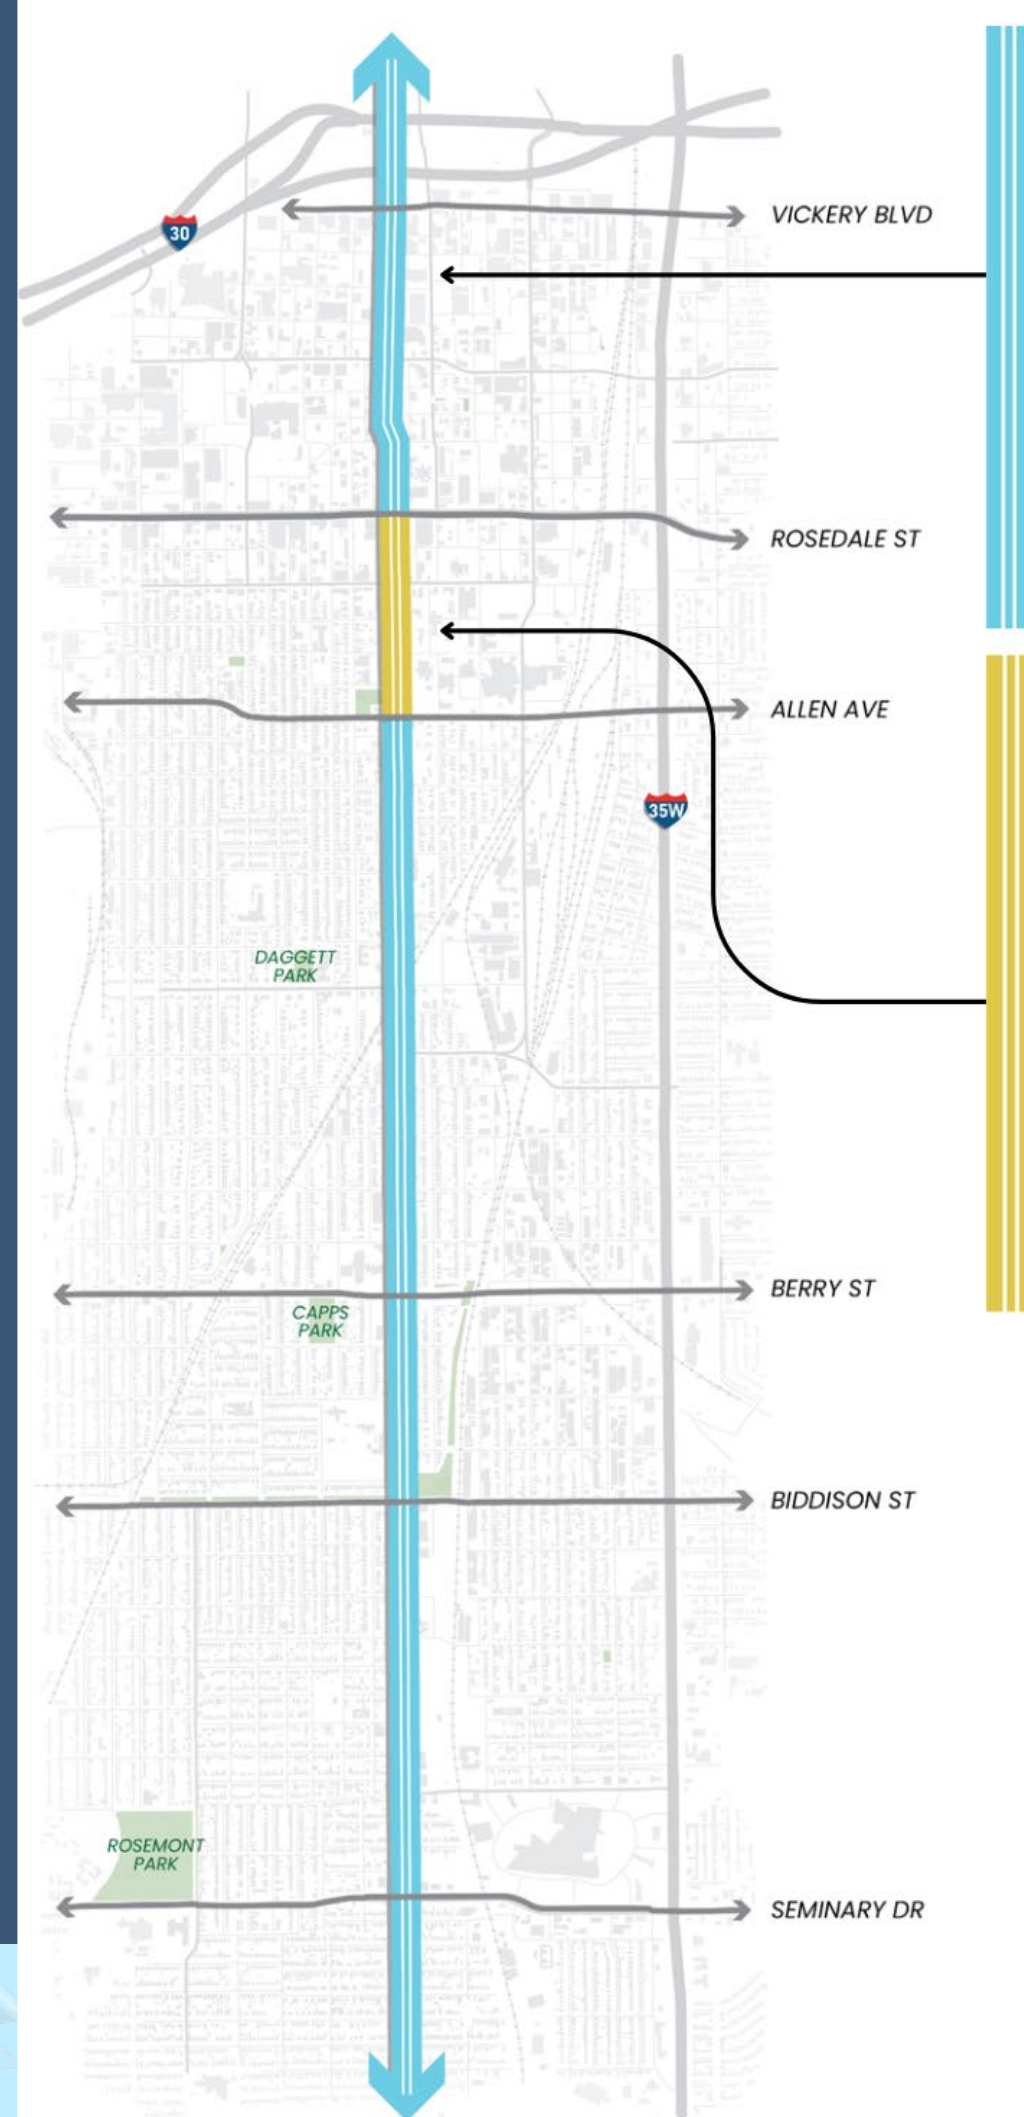 VICKERY BLVD
30
ROSEDALE ST
ALLEN AVE
35W
DAGGETT
PARK
BERRY ST
CAPPS
PARK
BIDDISON ST
ROSEMONT
PARK
SEMINARY DR